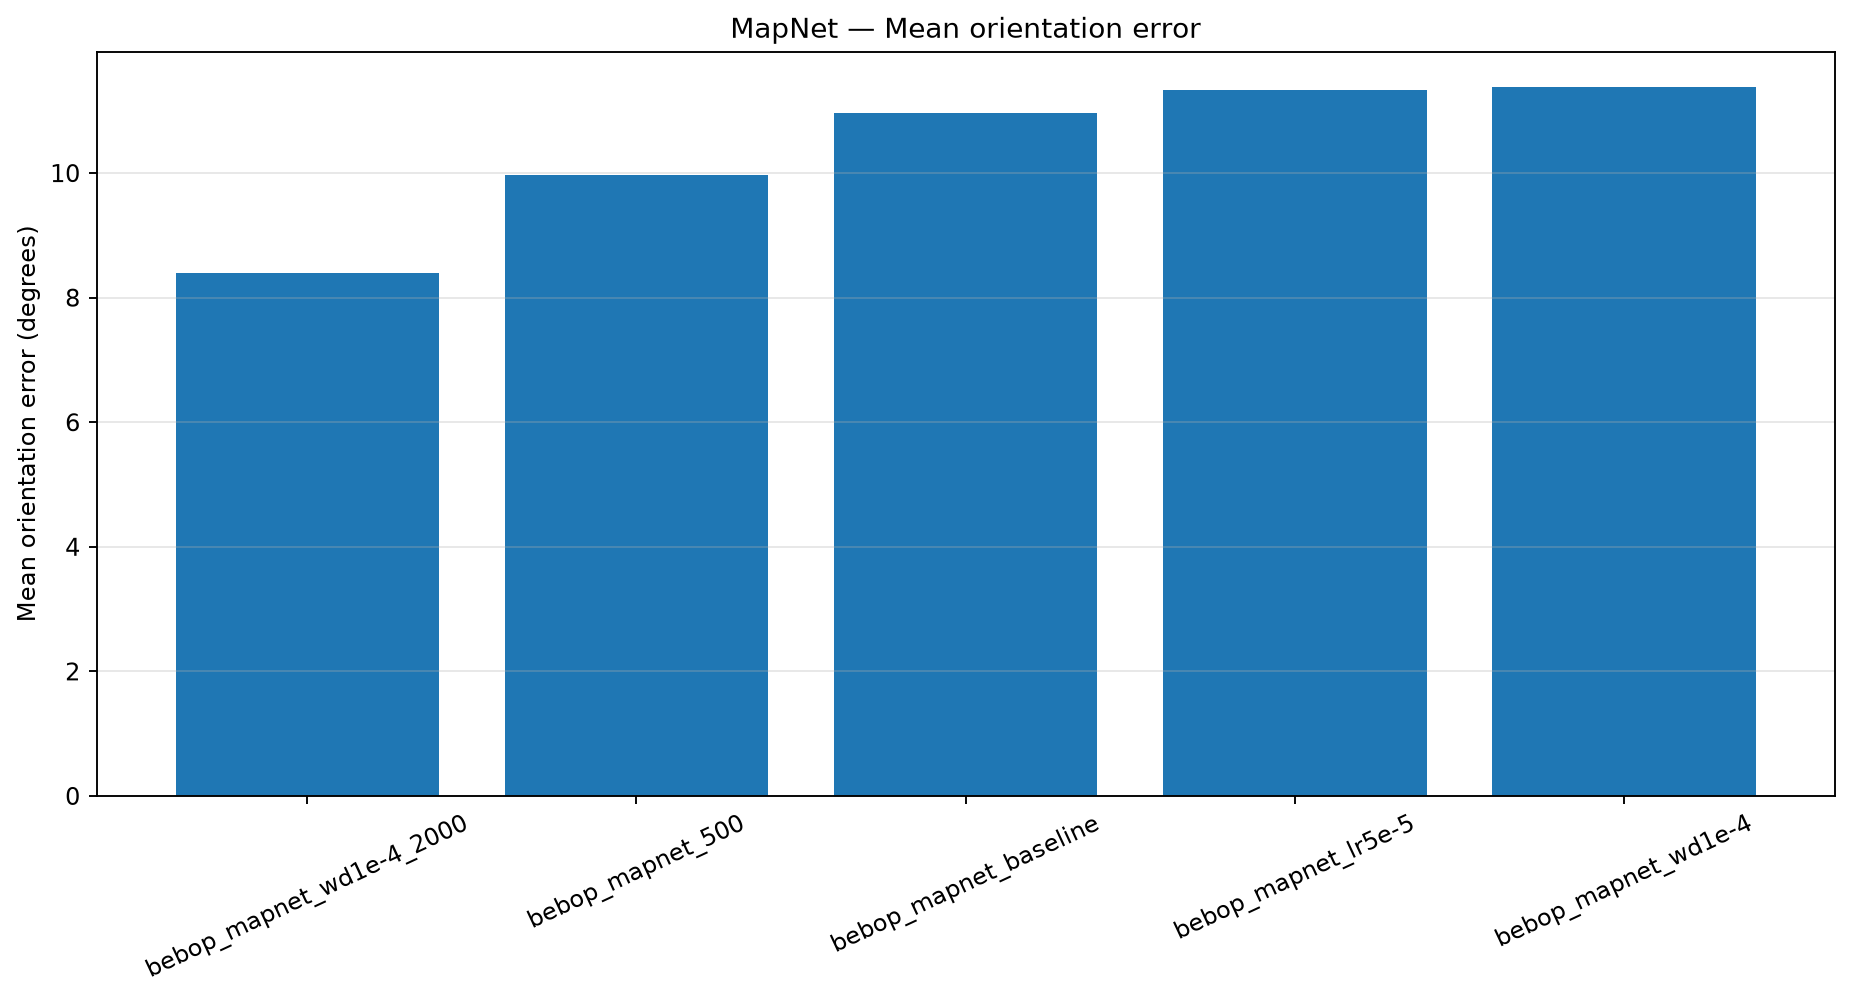 MapNet — Mean orientation error
Mean orientation error (degrees)
10
8
6
4
2
0
bebop_mapnet_wd1e-4_2000
bebop_mapnet_500
bebop_mapnet_baseline
bebop_mapnet_lr5e-5
bebop_mapnet_wd1e-4